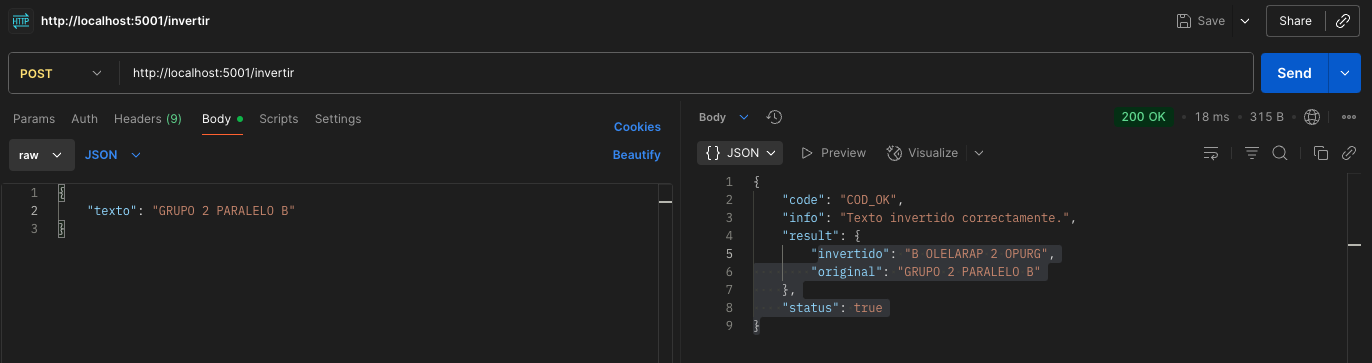 HTTP http://localhost:5001/invertir
Save
Share
POST http://localhost:5001/invertir
Send
Params Auth Headers (9) Body Scripts Settings
Cookies
raw JSON
Beautify
1 {
2 "texto": "GRUPO 2 PARALELO B"
3 }
Body 200 OK • 18 ms • 315 B
{} JSON Preview Visualize
1 {
2 "code": "COD_OK",
3 "info": "Texto invertido correctamente.",
4 "result": {
5 "invertido": "B OLELARAP 2 OPURG",
6 "original": "GRUPO 2 PARALELO B"
7 },
8 "status": true
9 }